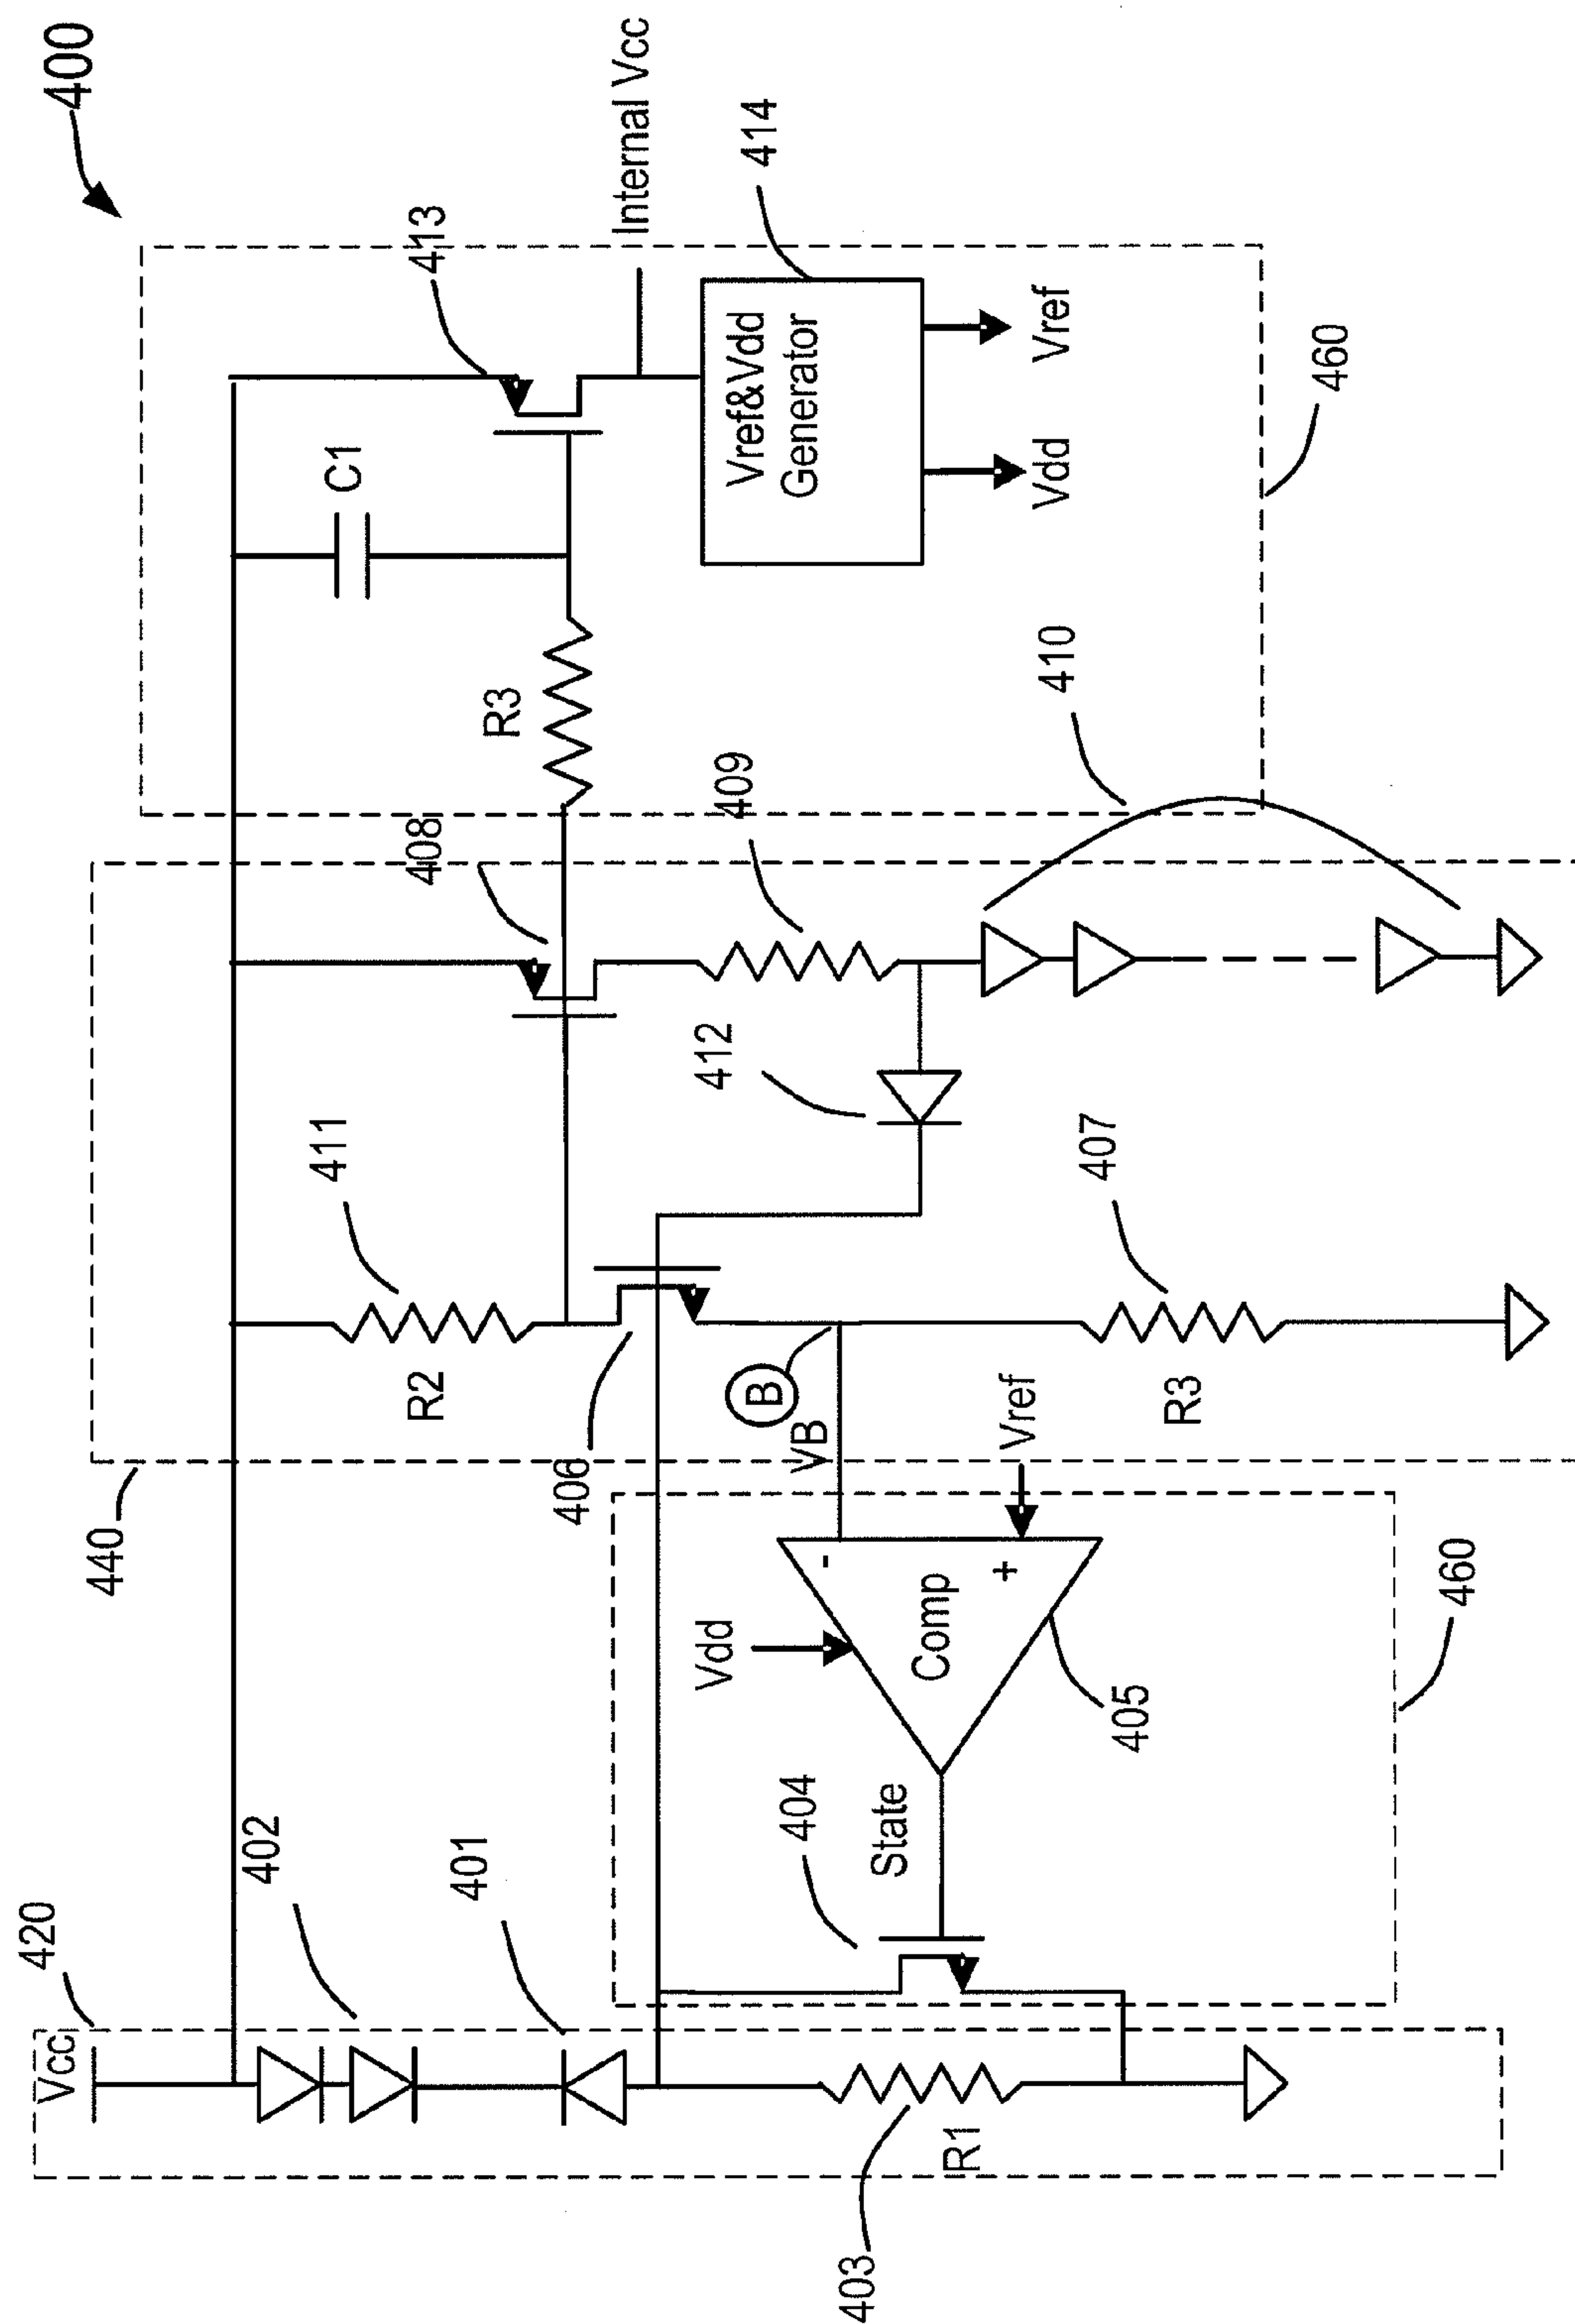 400
420
Vcc
402
401
403
R1
404
State
405
Comp
-
+
Vdd
Vref
460
440
411
R2
406
B
VB
412
407
R3
408
409
410
R3
C1
413
Internal Vcc
414
Vref&Vdd
Generator
Vdd
Vref
460